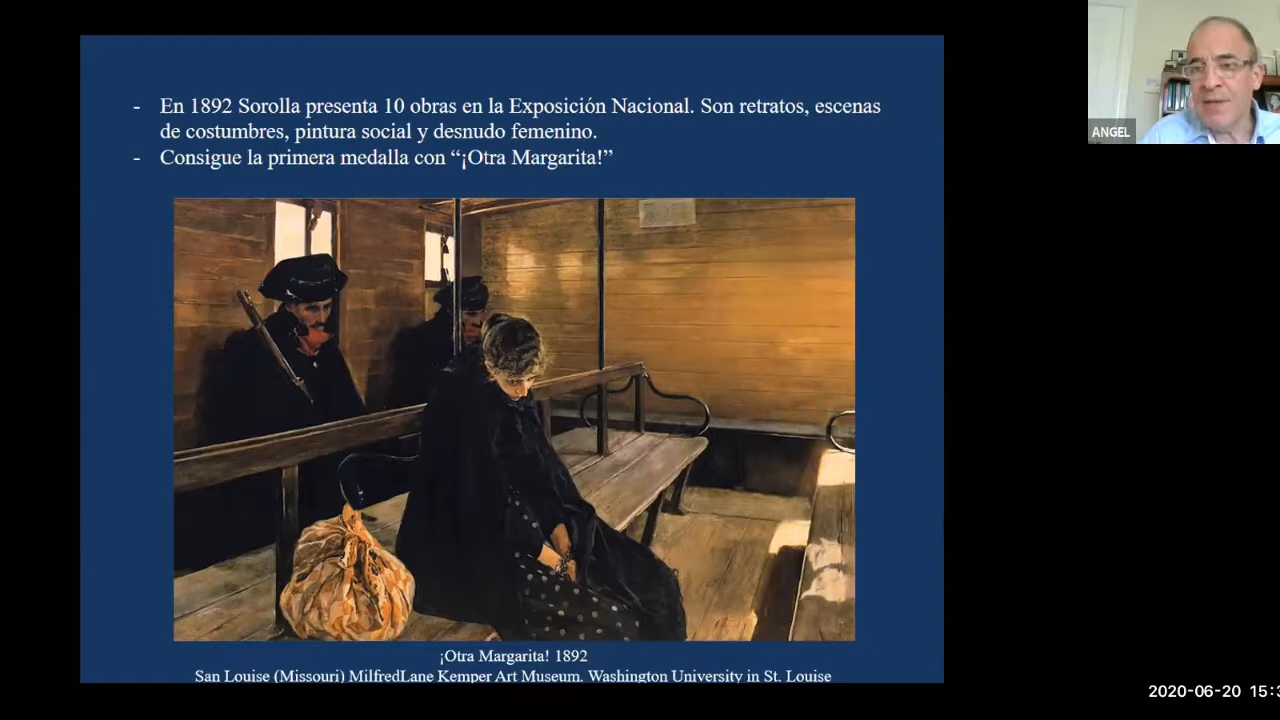 - En 1892 Sorolla presenta 10 obras en la Exposición Nacional. Son retratos, escenas
de costumbres, pintura social y desnudo femenino.
- Consigue la primera medalla con “¡Otra Margarita!”
ANGEL
¡Otra Margarita! 1892
San Louise (Missouri) MilfredLane Kemper Art Museum. Washington University in St. Louise
2020-06-20 15:3